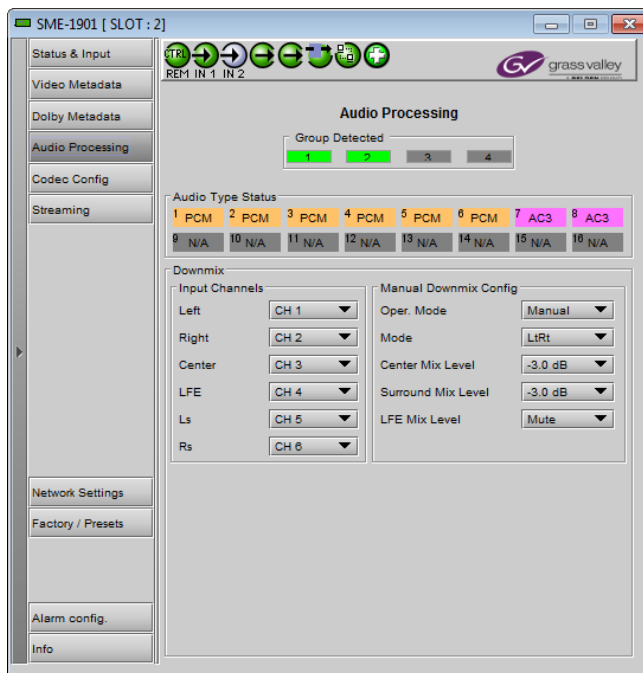 SME-1901 [ SLOT : 2]
Status & Input
Video Metadata
Dolby Metadata
Audio Processing
Codec Config
Streaming
Network Settings
Factory / Presets
Alarm config.
Info
CTRL
REM IN 1 IN 2
grass valley
Audio Processing
Group Detected
1 2 3 4
Audio Type Status
1 PCM 2 PCM 3 PCM 4 PCM 5 PCM 6 PCM 7 AC3 8 AC3
9 N/A 10 N/A 11 N/A 12 N/A 13 N/A 14 N/A 15 N/A 16 N/A
Downmix
Input Channels
Left CH 1
Right CH 2
Center CH 3
LFE CH 4
Ls CH 5
Rs CH 6
Manual Downmix Config
Oper. Mode Manual
Mode LtRt
Center Mix Level -3.0 dB
Surround Mix Level -3.0 dB
LFE Mix Level Mute